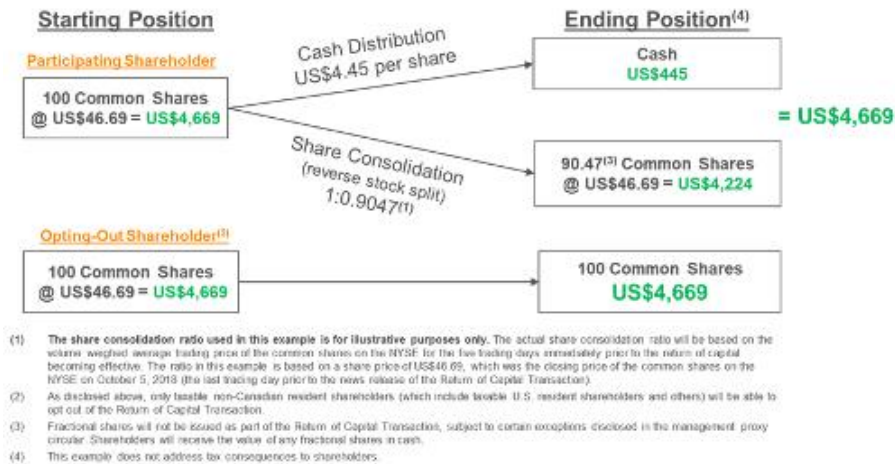 Starting Position
Ending Position(4)
Participating Shareholder
100 Common Shares
@ US$46.69 = US$4,669
Cash Distribution
US$4.45 per share
Cash
US$445
= US$4,669
Share Consolidation
(reverse stock split)
1:0.9047(1)
90.47(3) Common Shares
@ US$46.69 = US$4,224
Opting-Out Shareholder(2)
100 Common Shares
@ US$46.69 = US$4,669
100 Common Shares
US$4,669
(1) The share consolidation ratio used in this example is for illustrative purposes only. The actual share consolidation ratio will be based on the
volume weighed average trading price of the common shares on the NYSE for the five trading days immediately prior to the return of capital
becoming effective. The ratio in this example is based on a share price of US$46.69, which was the closing price of the common shares on the
NYSE on October 5, 2018 (the last trading day prior to the news release of the Return of Capital Transaction).
(2) As disclosed above, only taxable non-Canadian resident shareholders (which include taxable U.S. resident shareholders and others) will be able to
opt out of the Return of Capital Transaction.
(3) Fractional shares will not be issued as part of the Return of Capital Transaction, subject to certain exceptions disclosed in the management proxy
circular. Shareholders will receive the value of any fractional shares in cash.
(4) This example does not address tax consequences to shareholders.